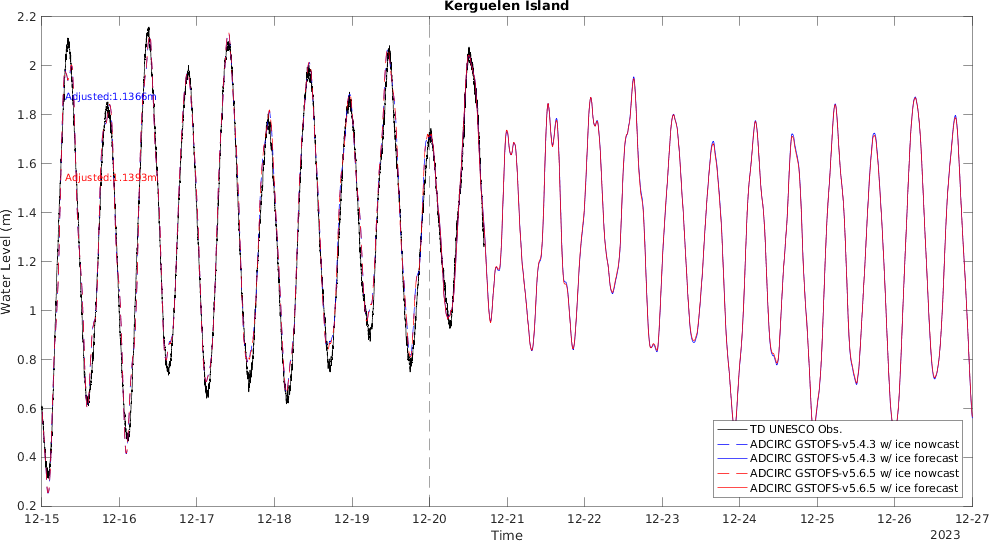 Kerguelen Island
2.2
2
1.8
1.6
1.4
1.2
1
0.8
0.6
0.4
0.2
Water Level (m)
Adjusted:1.1366m
Adjusted:1.1393m
TD UNESCO Obs.
ADCIRC GSTOFS-v5.4.3 w/ ice nowcast
ADCIRC GSTOFS-v5.4.3 w/ ice forecast
ADCIRC GSTOFS-v5.6.5 w/ ice nowcast
ADCIRC GSTOFS-v5.6.5 w/ ice forecast
12-15 12-16 12-17 12-18 12-19 12-20 12-21 12-22 12-23 12-24 12-25 12-26 12-27
Time
2023